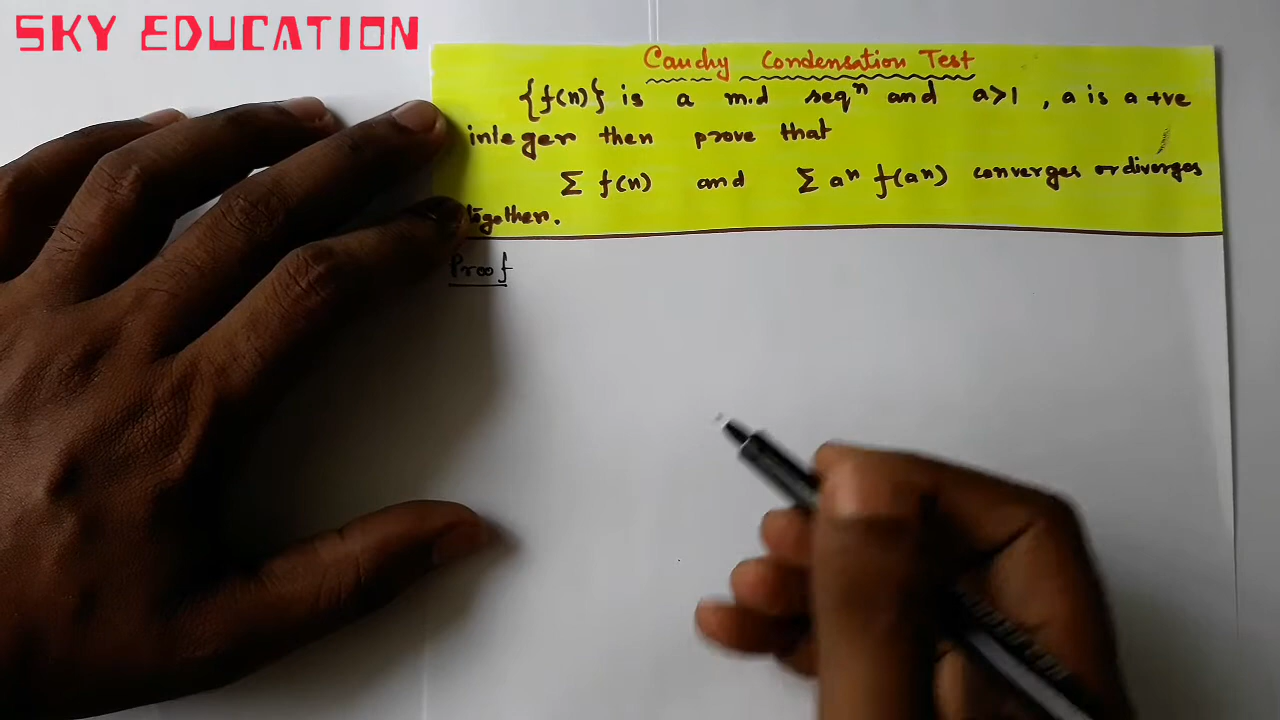 SKY EDUCATION
Cauchy Condensation Test
{f(n)} is a m.d seqⁿ and a>1 , a is a +ve
integer then prove that
Σ f(n) and Σ aⁿ f(aⁿ) converges or diverges
together.
Proof